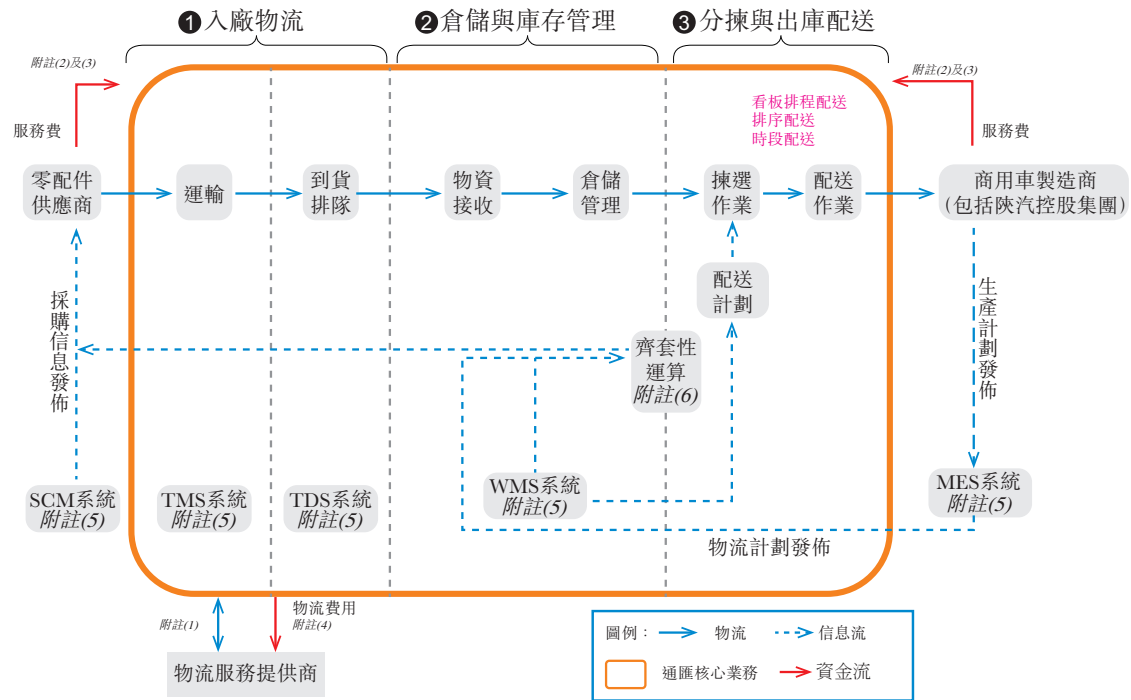 ❶入廠物流
❷倉儲與庫存管理
❸分揀與出庫配送
附註(2)及(3)
附註(2)及(3)
服務費
服務費
看板排程配送
排序配送
時段配送
零配件
供應商
運輸
到貨
排隊
物資
接收
倉儲
管理
揀選
作業
配送
作業
商用車製造商
(包括陝汽控股集團)
配送
計劃
採購信息發佈
生產計劃發佈
齊套性
運算
附註(6)
SCM系統
附註(5)
TMS系統
附註(5)
TDS系統
附註(5)
WMS系統
附註(5)
MES系統
附註(5)
物流計劃發佈
附註(1)
物流費用
附註(4)
物流服務提供商
圖例：
物流
信息流
通匯核心業務
資金流